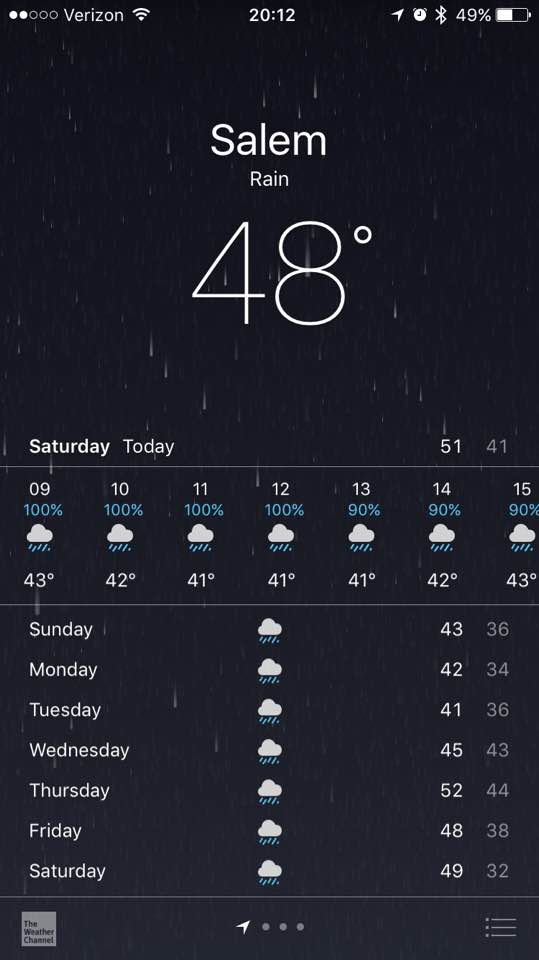 Verizon 20:12 49%
Salem
Rain
48°
Saturday Today 51 41
09 10 11 12 13 14 15
100% 100% 100% 100% 90% 90% 90%
43° 42° 41° 41° 41° 42° 43°
Sunday 43 36
Monday 42 34
Tuesday 41 36
Wednesday 45 43
Thursday 52 44
Friday 48 38
Saturday 49 32
The
Weather
Channel